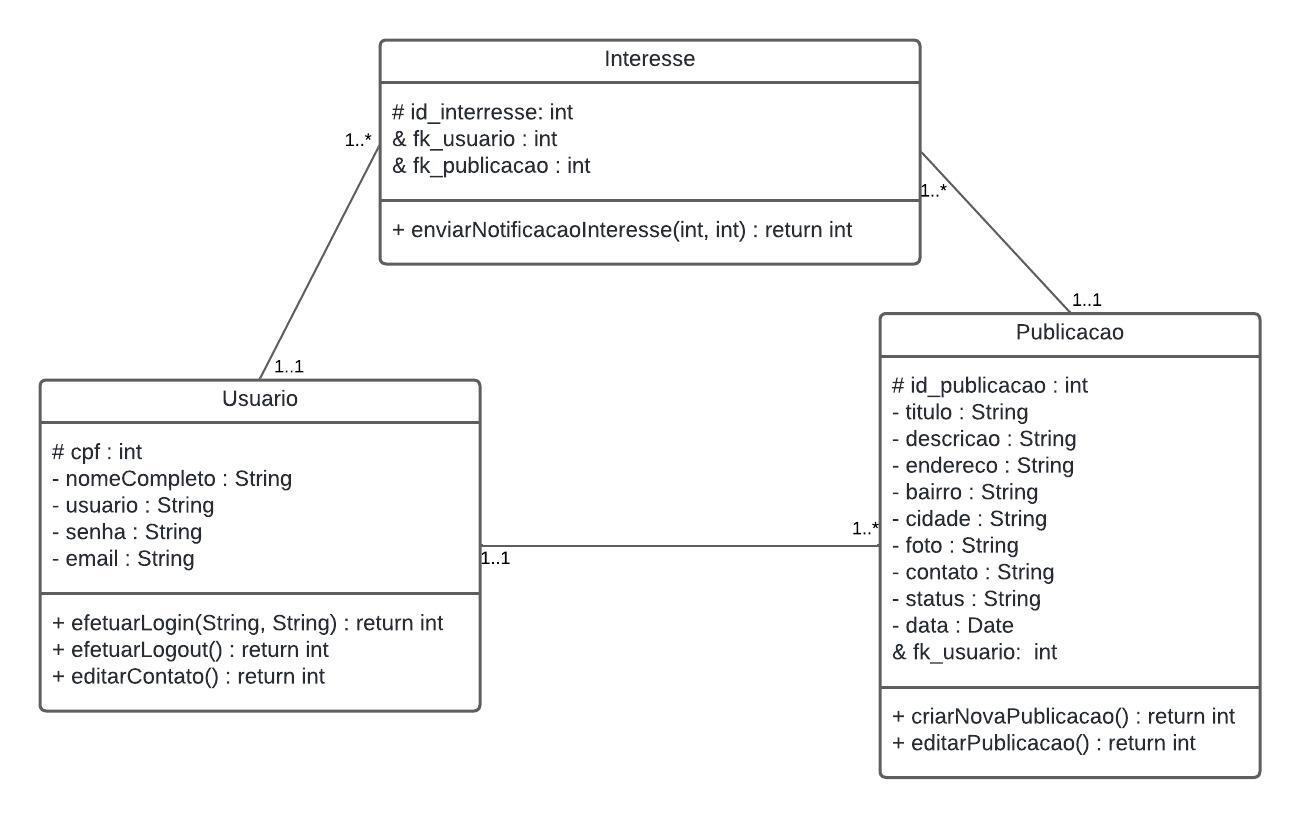 Interesse
# id_interresse: int
& fk_usuario : int
& fk_publicacao : int
+ enviarNotificacaoInteresse(int, int) : return int
1..*
1..*
1..1
1..1
Usuario
# cpf : int
- nomeCompleto : String
- usuario : String
- senha : String
- email : String
+ efetuarLogin(String, String) : return int
+ efetuarLogout() : return int
+ editarContato() : return int
1..1
1..*
Publicacao
# id_publicacao : int
- titulo : String
- descricao : String
- endereco : String
- bairro : String
- cidade : String
- foto : String
- contato : String
- status : String
- data : Date
& fk_usuario:  int
+ criarNovaPublicacao() : return int
+ editarPublicacao() : return int